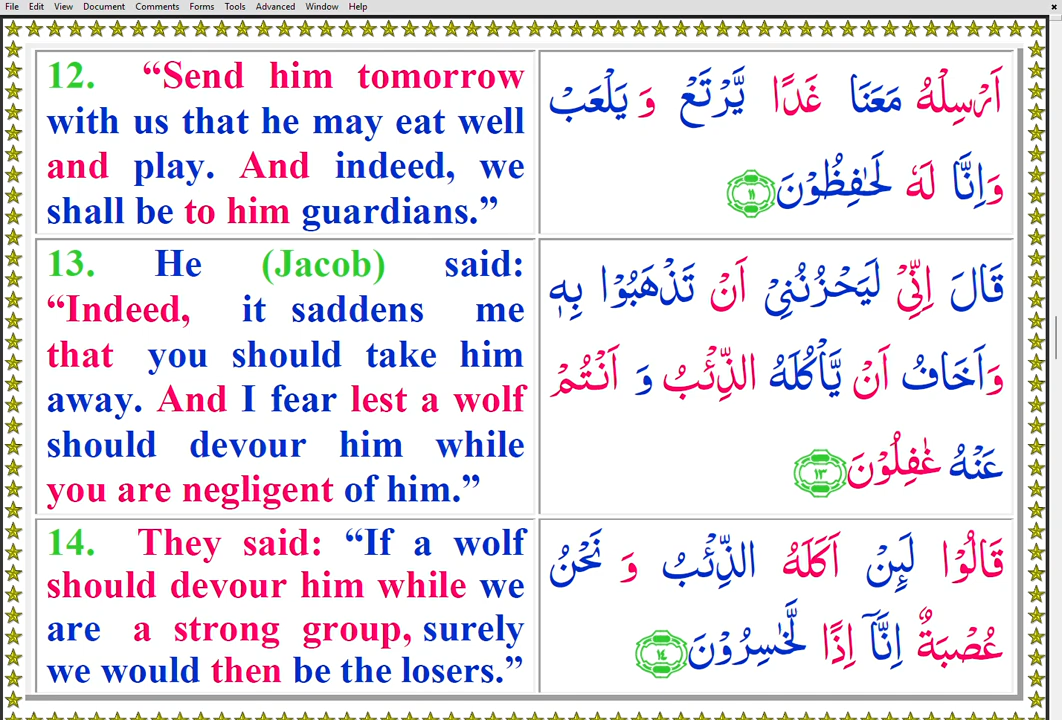 File Edit View Document Comments Forms Tools Advanced Window Help
12. “Send him tomorrow
with us that he may eat well
and play. And indeed, we
shall be to him guardians.”
اَرْسِلْهُ مَعَنَا غَدًا يَّرْتَعْ وَ يَلْعَبْ
وَاِنَّا لَهٗ لَحٰفِظُوْنَ ١١
13. He (Jacob) said:
“Indeed, it saddens me
that you should take him
away. And I fear lest a wolf
should devour him while
you are negligent of him.”
قَالَ اِنِّىْ لَيَحْزُنُنِىْ اَنْ تَذْهَبُوْا بِهٖ
وَاَخَافُ اَنْ يَّاْكُلَهُ الذِّئْبُ وَ اَنْتُمْ
عَنْهُ غٰفِلُوْنَ ١٣
14. They said: “If a wolf
should devour him while we
are a strong group, surely
we would then be the losers.”
قَالُوْا لَىِٕنْ اَكَلَهُ الذِّئْبُ وَ نَحْنُ
عُصْبَةٌ اِنَّاۤ اِذًا لَّخٰسِرُوْنَ ١٤